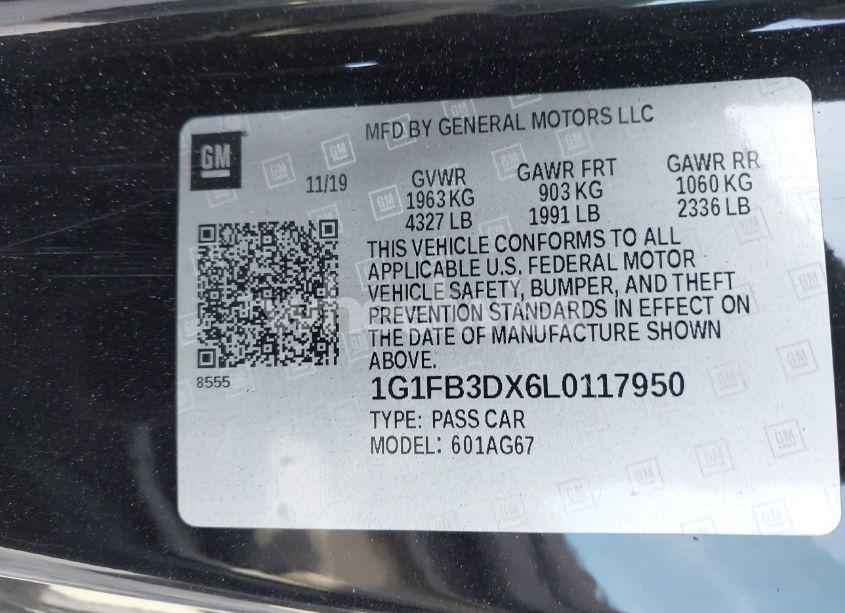 MFD BY GENERAL MOTORS LLC
GM
11/19
GVWR
1963 KG
4327 LB
GAWR FRT
903 KG
1991 LB
GAWR RR
1060 KG
2336 LB
THIS VEHICLE CONFORMS TO ALL
APPLICABLE U.S. FEDERAL MOTOR
VEHICLE SAFETY, BUMPER, AND THEFT
PREVENTION STANDARDS IN EFFECT ON
THE DATE OF MANUFACTURE SHOWN
ABOVE.
8555
1G1FB3DX6L0117950
TYPE: PASS CAR
MODEL: 601AG67